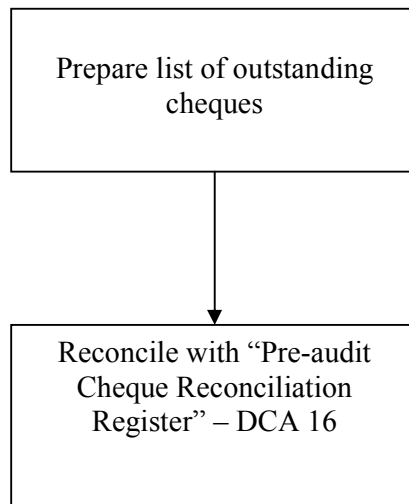 Prepare list of outstanding
cheques
Reconcile with “Pre-audit
Cheque Reconciliation
Register” – DCA 16